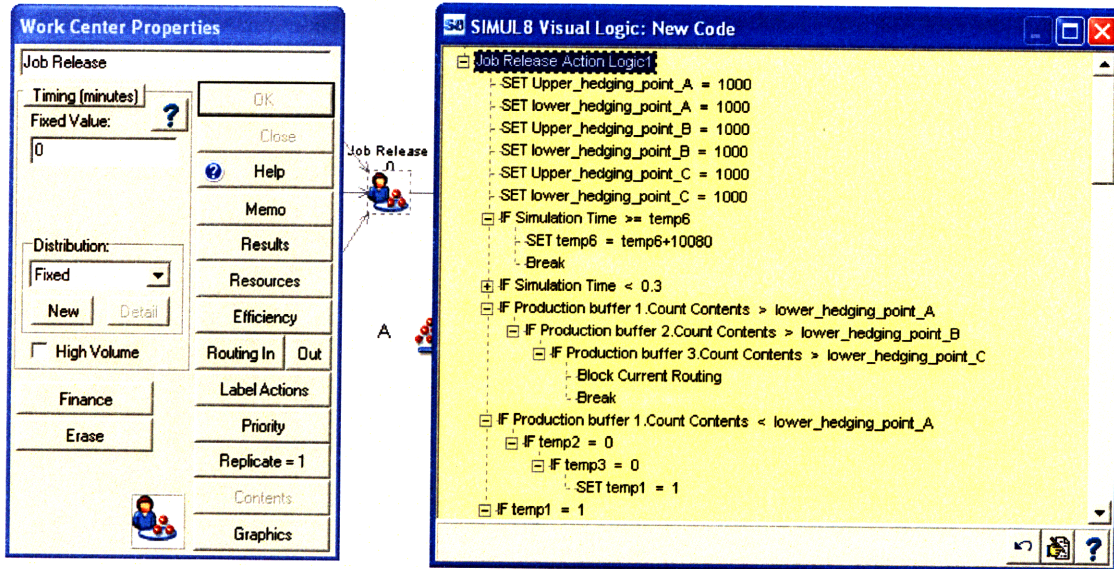 Work Center Properties
Job Release
Timing (minutes)
Fixed Value:
?
0
Distribution:
Fixed
New
Detail
High Volume
Finance
Erase
OK
Close
? Help
Memo
Results
Resources
Efficiency
Routing In
Out
Label Actions
Priority
Replicate = 1
Contents
Graphics
Job Release
0
A
S8 SIMUL8 Visual Logic: New Code
Job Release Action Logic1
SET Upper_hedging_point_A = 1000
SET lower_hedging_point_A = 1000
SET Upper_hedging_point_B = 1000
SET lower_hedging_point_B = 1000
SET Upper_hedging_point_C = 1000
SET lower_hedging_point_C = 1000
IF Simulation Time >= temp6
SET temp6 = temp6+10080
Break
IF Simulation Time < 0.3
IF Production buffer 1.Count Contents > lower_hedging_point_A
IF Production buffer 2.Count Contents > lower_hedging_point_B
IF Production buffer 3.Count Contents > lower_hedging_point_C
Block Current Routing
Break
IF Production buffer 1.Count Contents < lower_hedging_point_A
IF temp2 = 0
IF temp3 = 0
SET temp1 = 1
IF temp1 = 1
?